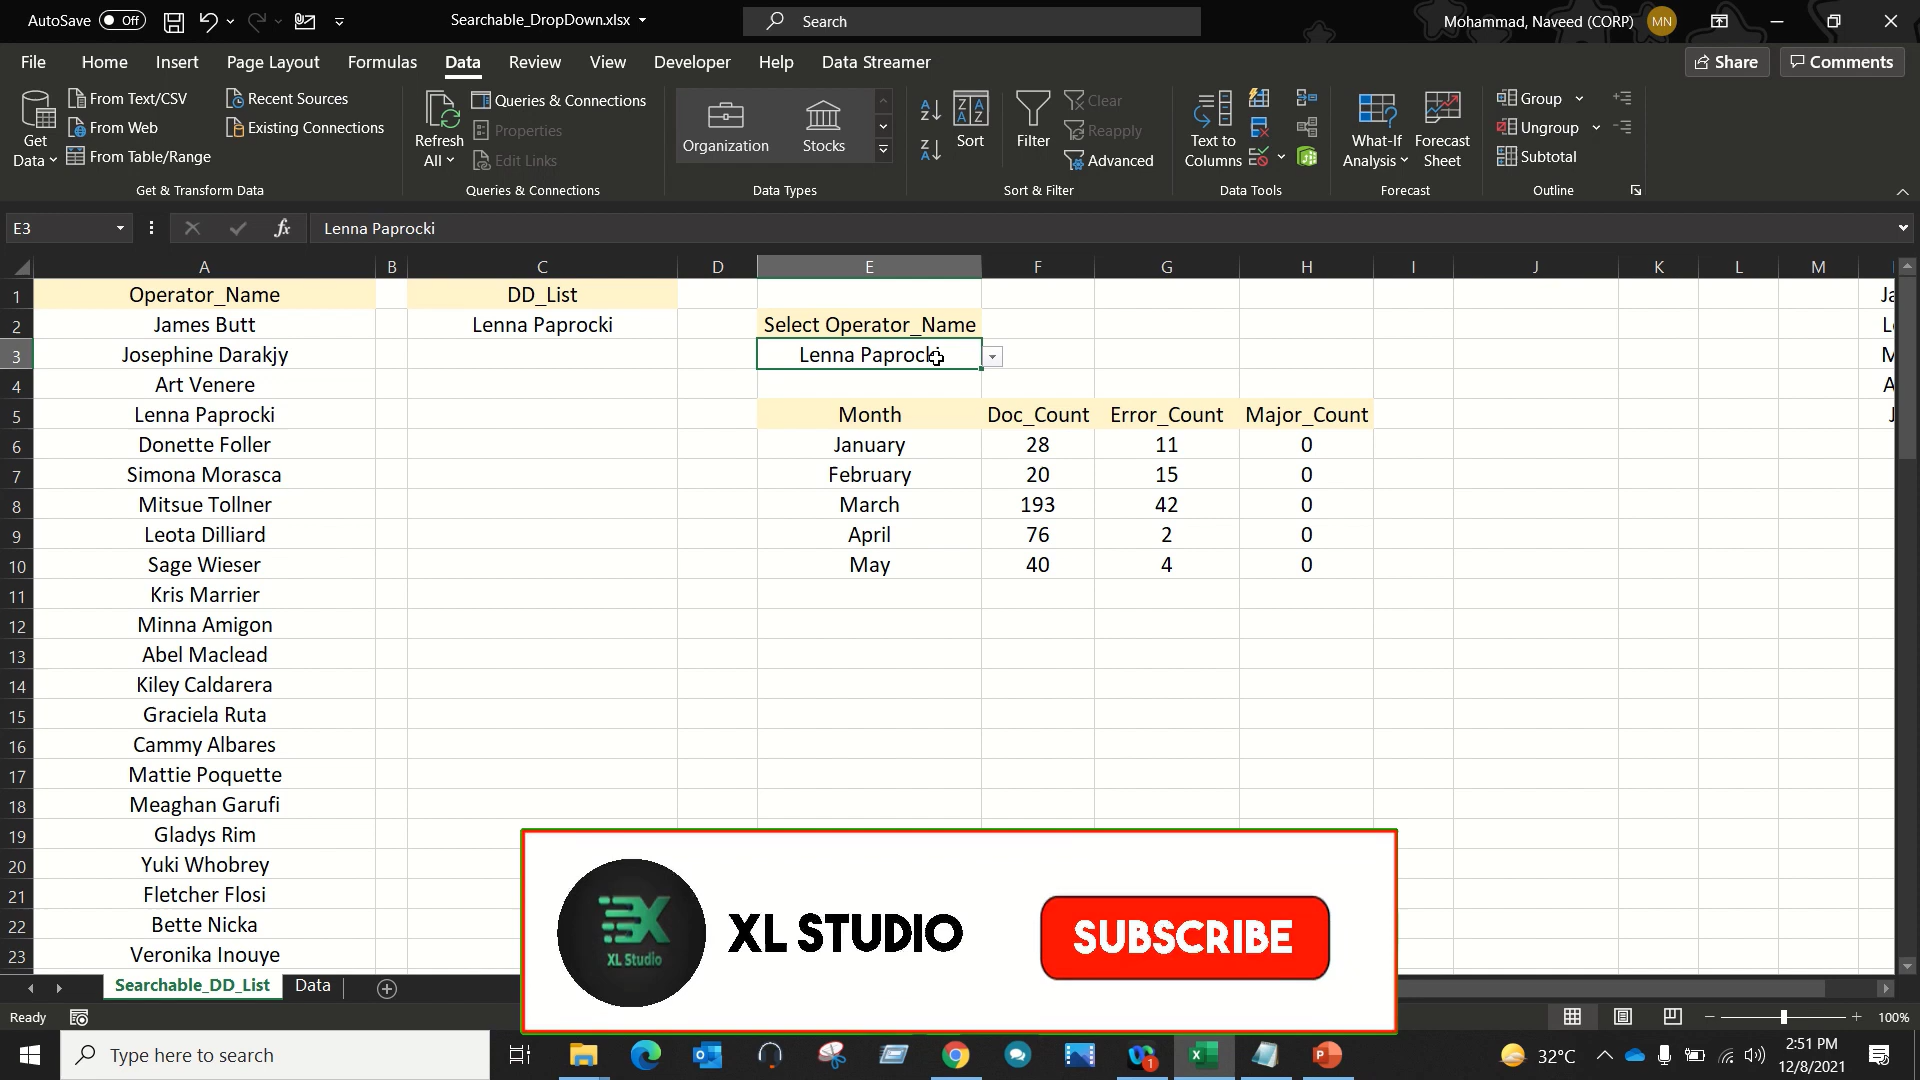 AutoSave Off Searchable_DropDown.xlsx Search Mohammad, Naveed (CORP) MN
File Home Insert Page Layout Formulas Data Review View Developer Help Data Streamer Share Comments
Get Data
From Text/CSV
From Web
From Table/Range
Recent Sources
Existing Connections
Get & Transform Data
Refresh All
Queries & Connections
Properties
Edit Links
Queries & Connections
Organization Stocks
Data Types
Sort
Filter
Clear
Reapply
Advanced
Sort & Filter
Text to Columns
Data Tools
What-If Analysis
Forecast Sheet
Forecast
Group
Ungroup
Subtotal
Outline
E3 fx Lenna Paprocki
A B C D E F G H I J K L M
1 Operator_Name DD_List
2 James Butt Lenna Paprocki Select Operator_Name
3 Josephine Darakjy Lenna Paprocki
4 Art Venere
5 Lenna Paprocki Month Doc_Count Error_Count Major_Count
6 Donette Foller January 28 11 0
7 Simona Morasca February 20 15 0
8 Mitsue Tollner March 193 42 0
9 Leota Dilliard April 76 2 0
10 Sage Wieser May 40 4 0
11 Kris Marrier
12 Minna Amigon
13 Abel Maclead
14 Kiley Caldarera
15 Graciela Ruta
16 Cammy Albares
17 Mattie Poquette
18 Meaghan Garufi
19 Gladys Rim
20 Yuki Whobrey
21 Fletcher Flosi
22 Bette Nicka
23 Veronika Inouye
XL Studio
XL STUDIO
SUBSCRIBE
Searchable_DD_List Data
Ready 100%
Type here to search 1 32°C 2:51 PM
12/8/2021